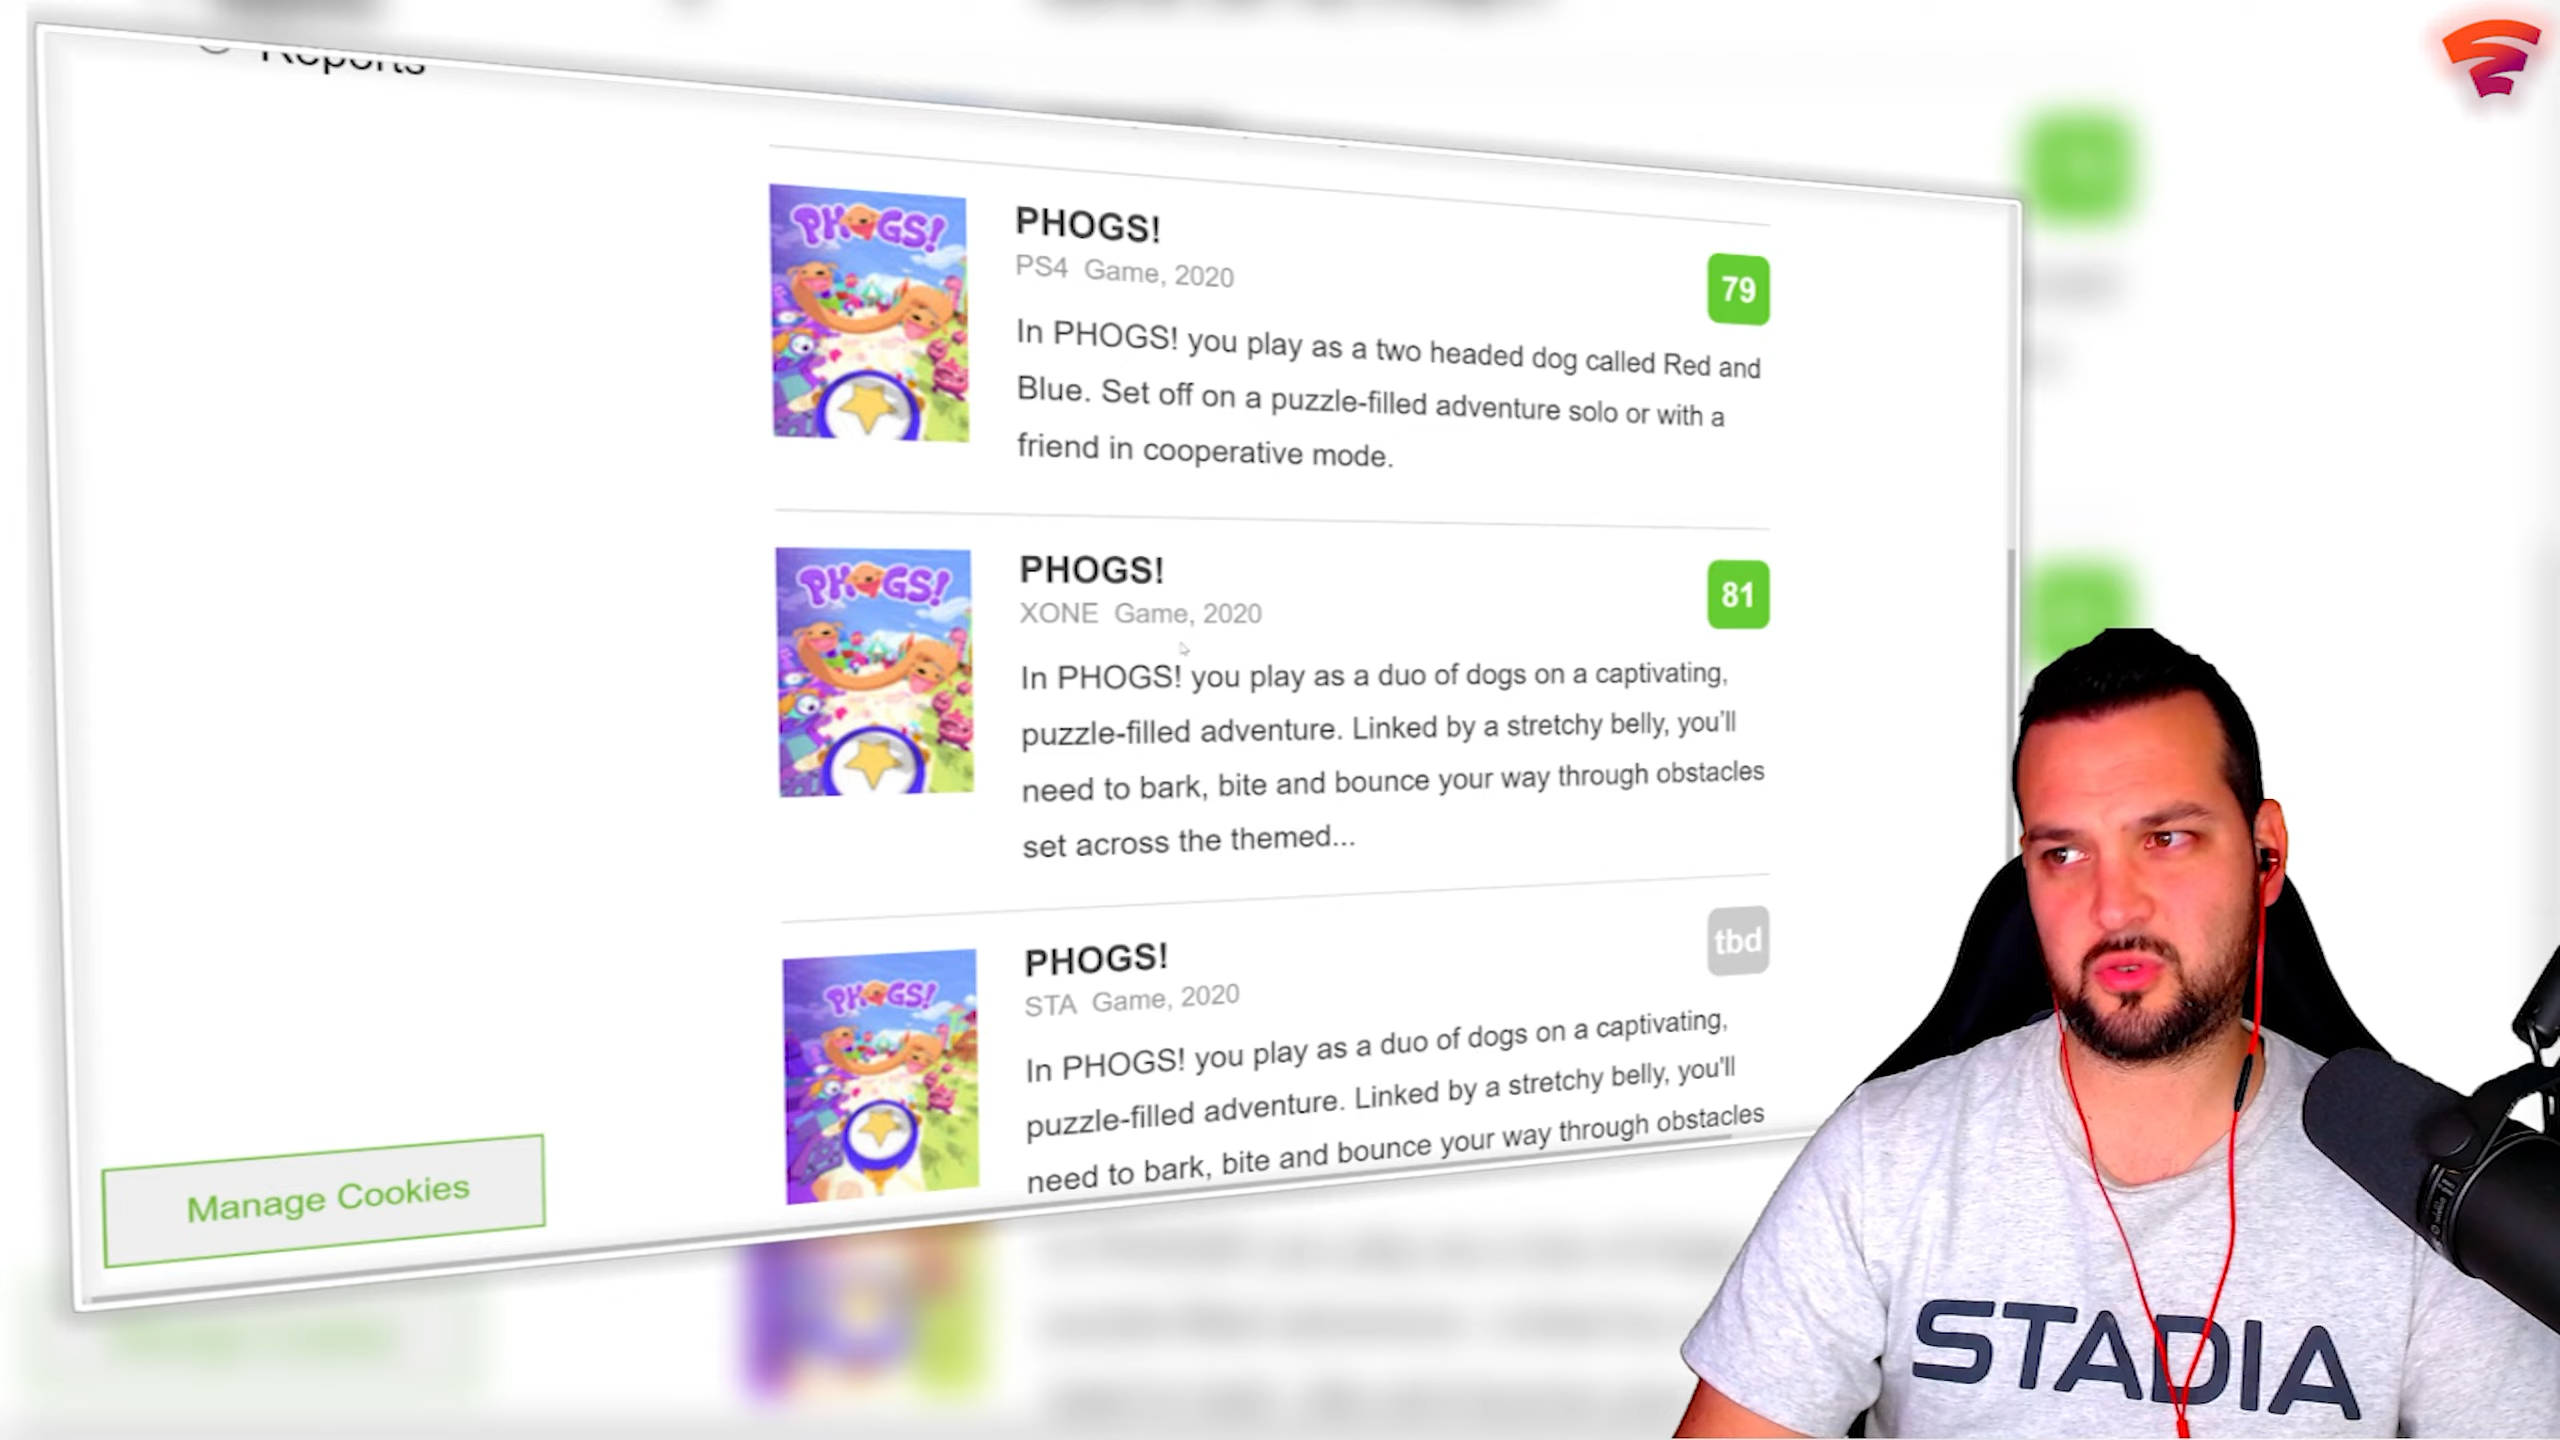 Reports
PHOGS!
PHOGS!
PS4 Game, 2020
79
In PHOGS! you play as a two headed dog called Red and
Blue. Set off on a puzzle-filled adventure solo or with a
friend in cooperative mode.
PHOGS!
PHOGS!
XONE Game, 2020
81
In PHOGS! you play as a duo of dogs on a captivating,
puzzle-filled adventure. Linked by a stretchy belly, you'll
need to bark, bite and bounce your way through obstacles
set across the themed...
PHOGS!
PHOGS!
STA Game, 2020
tbd
In PHOGS! you play as a duo of dogs on a captivating,
puzzle-filled adventure. Linked by a stretchy belly, you'll
need to bark, bite and bounce your way through obstacles
Manage Cookies
STADIA